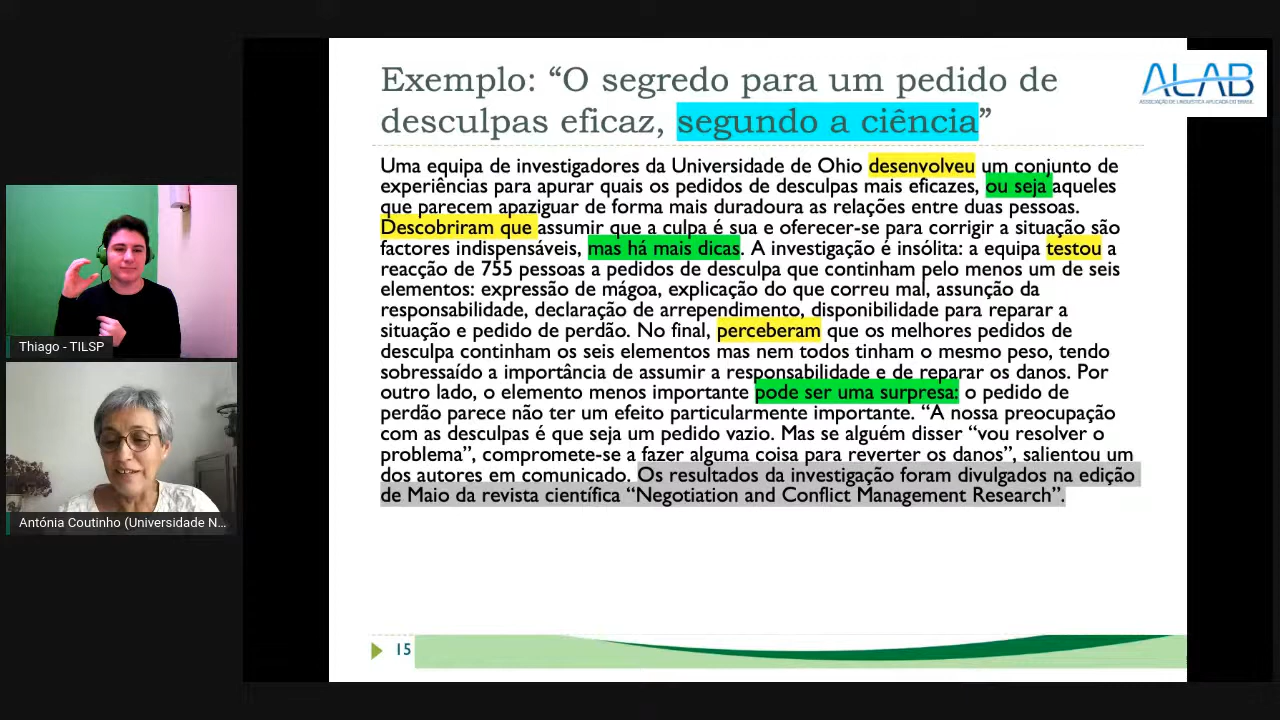 Exemplo: “O segredo para um pedido de
desculpas eficaz, segundo a ciência”
ALAB
ASSOCIAÇÃO DE LINGUÍSTICA APLICADA DO BRASIL
Uma equipa de investigadores da Universidade de Ohio desenvolveu um conjunto de
experiências para apurar quais os pedidos de desculpas mais eficazes, ou seja aqueles
que parecem apaziguar de forma mais duradoura as relações entre duas pessoas.
Descobriram que assumir que a culpa é sua e oferecer-se para corrigir a situação são
factores indispensáveis, mas há mais dicas. A investigação é insólita: a equipa testou a
reacção de 755 pessoas a pedidos de desculpa que continham pelo menos um de seis
elementos: expressão de mágoa, explicação do que correu mal, assunção da
responsabilidade, declaração de arrependimento, disponibilidade para reparar a
situação e pedido de perdão. No final, perceberam que os melhores pedidos de
desculpa continham os seis elementos mas nem todos tinham o mesmo peso, tendo
sobressaído a importância de assumir a responsabilidade e de reparar os danos. Por
outro lado, o elemento menos importante pode ser uma surpresa: o pedido de
perdão parece não ter um efeito particularmente importante. “A nossa preocupação
com as desculpas é que seja um pedido vazio. Mas se alguém disser “vou resolver o
problema”, compromete-se a fazer alguma coisa para reverter os danos”, salientou um
dos autores em comunicado. Os resultados da investigação foram divulgados na edição
de Maio da revista científica “Negotiation and Conflict Management Research”.
15
Thiago - TILSP
Antónia Coutinho (Universidade N...